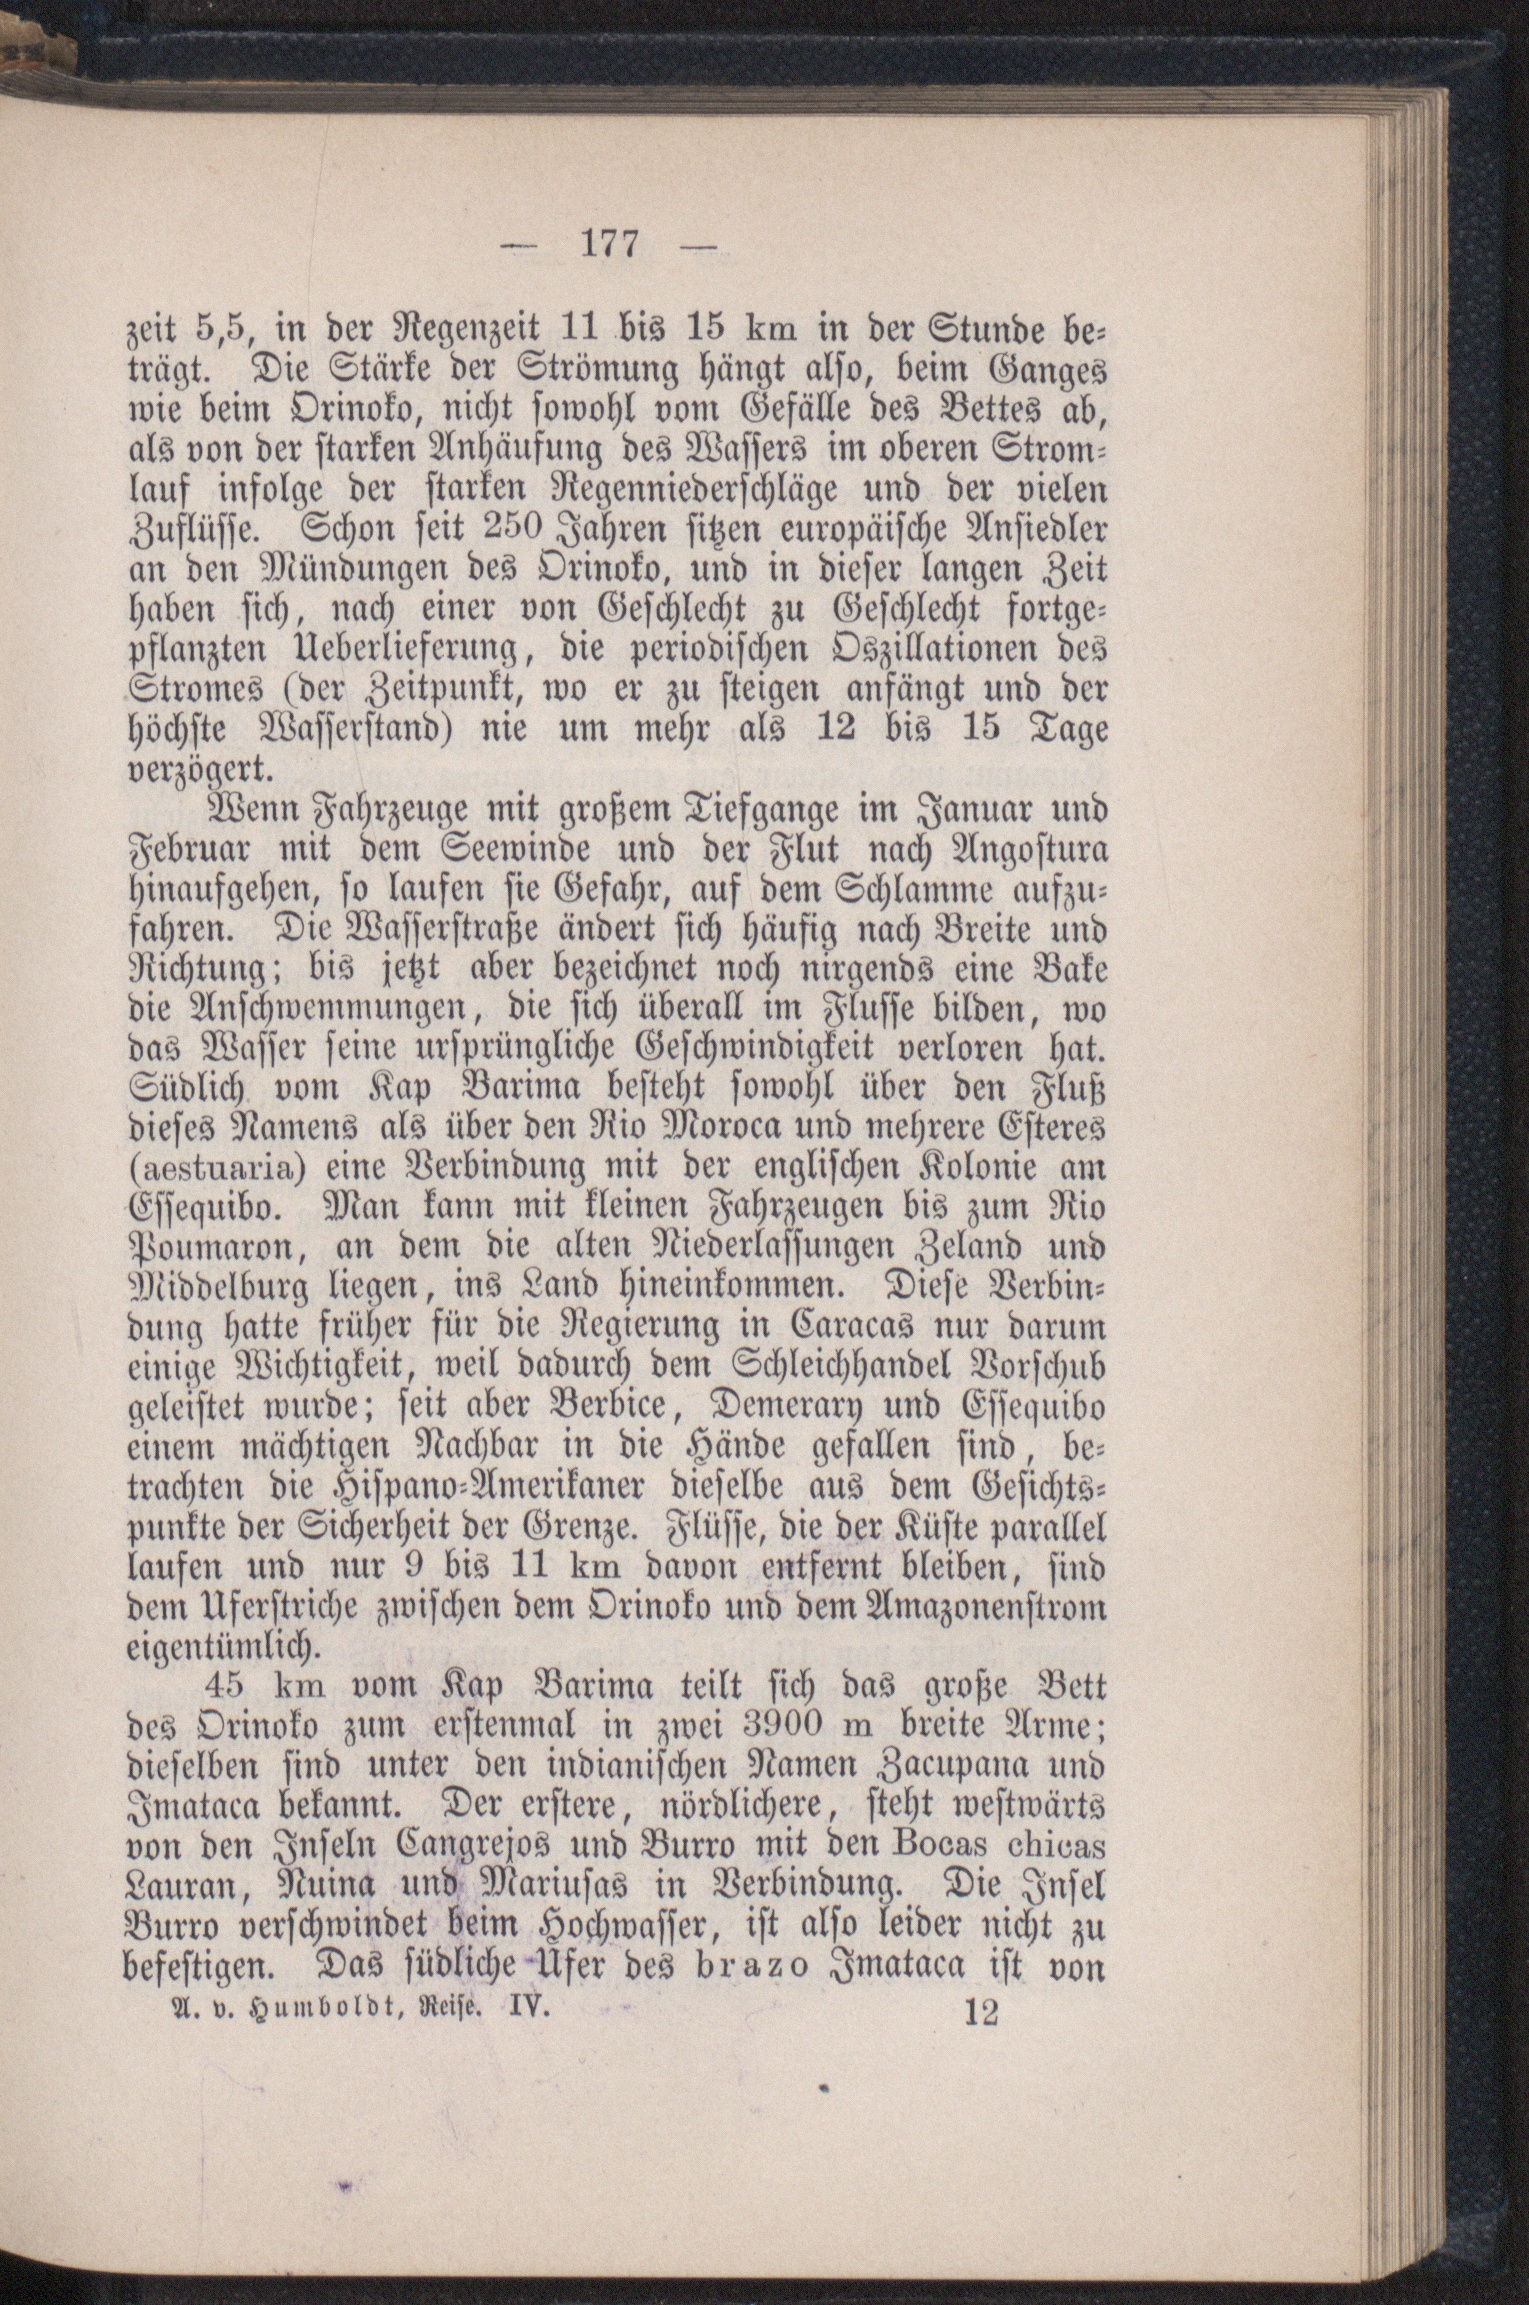 — 177 —
zeit 5,5, in der Regenzeit 11 bis 15 km in der Stunde be-
trägt. Die Stärke der Strömung hängt also, beim Ganges
wie beim Orinoko, nicht sowohl vom Gefälle des Bettes ab,
als von der starken Anhäufung des Wassers im oberen Strom-
lauf infolge der starken Regenniederschläge und der vielen
Zuflüsse. Schon seit 250 Jahren sitzen europäische Ansiedler
an den Mündungen des Orinoko, und in dieser langen Zeit
haben sich, nach einer von Geschlecht zu Geschlecht fortge-
pflanzten Ueberlieferung, die periodischen Oszillationen des
Stromes (der Zeitpunkt, wo er zu steigen anfängt und der
höchste Wasserstand) nie um mehr als 12 bis 15 Tage
verzögert.
Wenn Fahrzeuge mit großem Tiefgange im Januar und
Februar mit dem Seewinde und der Flut nach Angostura
hinaufgehen, so laufen sie Gefahr, auf dem Schlamme aufzu-
fahren. Die Wasserstraße ändert sich häufig nach Breite und
Richtung; bis jetzt aber bezeichnet noch nirgends eine Bake
die Anschwemmungen, die sich überall im Flusse bilden, wo
das Wasser seine ursprüngliche Geschwindigkeit verloren hat.
Südlich vom Kap Barima besteht sowohl über den Fluß
dieses Namens als über den Rio Moroca und mehrere Esteres
(aestuaria) eine Verbindung mit der englischen Kolonie am
Essequibo. Man kann mit kleinen Fahrzeugen bis zum Rio
Poumaron, an dem die alten Niederlassungen Zeland und
Middelburg liegen, ins Land hineinkommen. Diese Verbin-
dung hatte früher für die Regierung in Caracas nur darum
einige Wichtigkeit, weil dadurch dem Schleichhandel Vorschub
geleistet wurde; seit aber Berbice, Demerary und Essequibo
einem mächtigen Nachbar in die Hände gefallen sind, be-
trachten die Hispano-Amerikaner dieselbe aus dem Gesichts-
punkte der Sicherheit der Grenze. Flüsse, die der Küste parallel
laufen und nur 9 bis 11 km davon entfernt bleiben, sind
dem Uferstriche zwischen dem Orinoko und dem Amazonenstrom
eigentümlich.
45 km vom Kap Barima teilt sich das große Bett
des Orinoko zum erstenmal in zwei 3900 m breite Arme;
dieselben sind unter den indianischen Namen Zacupana und
Imataca bekannt. Der erstere, nördlichere, steht westwärts
von den Inseln Cangrejos und Burro mit den Bocas chicas
Lauran, Nuina und Mariusas in Verbindung. Die Insel
Burro verschwindet beim Hochwasser, ist also leider nicht zu
befestigen. Das südliche Ufer des brazo Imataca ist von
A. v. Humboldt, Reise. IV. 12